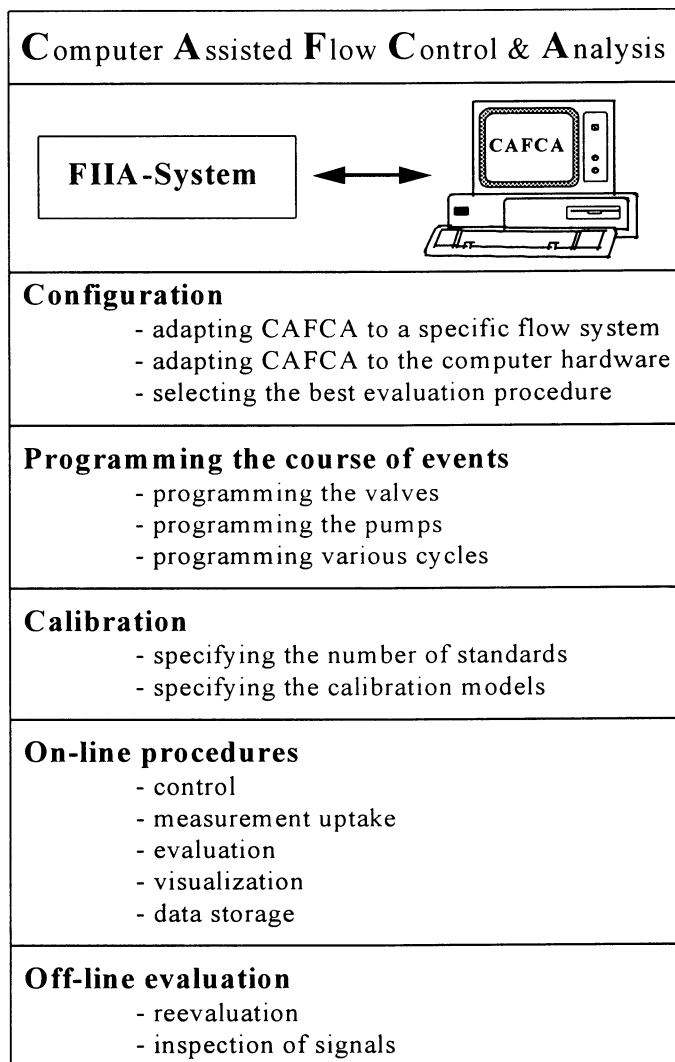 Computer Assisted Flow Control & Analysis
FIIA-System
CAFCA
Configuration
- adapting CAFCA to a specific flow system
- adapting CAFCA to the computer hardware
- selecting the best evaluation procedure
Programming the course of events
- programming the valves
- programming the pumps
- programming various cycles
Calibration
- specifying the number of standards
- specifying the calibration models
On-line procedures
- control
- measurement uptake
- evaluation
- visualization
- data storage
Off-line evaluation
- reevaluation
- inspection of signals